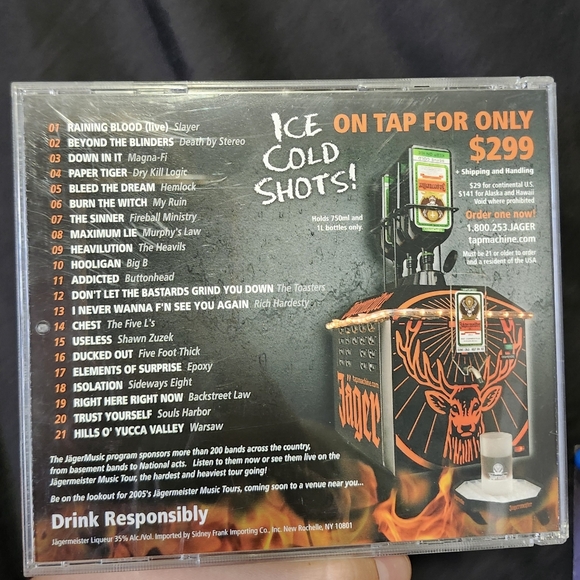 01 RAINING BLOOD (live) Slayer
02 BEYOND THE BLINDERS Death by Stereo
03 DOWN IN IT Magna-Fi
04 PAPER TIGER Dry Kill Logic
05 BLEED THE DREAM Hemlock
06 BURN THE WITCH My Ruin
07 THE SINNER Fireball Ministry
08 MAXIMUM LIE Murphy's Law
09 HEAVILUTION The Heavils
10 HOOLIGAN Big B
11 ADDICTED Buttonhead
12 DON'T LET THE BASTARDS GRIND YOU DOWN The Toasters
13 I NEVER WANNA F'N SEE YOU AGAIN Rich Hardesty
14 CHEST The Five L's
15 USELESS Shawn Zuzek
16 DUCKED OUT Five Foot Thick
17 ELEMENTS OF SURPRISE Epoxy
18 ISOLATION Sideways Eight
19 RIGHT HERE RIGHT NOW Backstreet Law
20 TRUST YOURSELF Souls Harbor
21 HILLS O' YUCCA VALLEY Warsaw
The JägerMusic program sponsors more than 200 bands across the country,
from basement bands to National acts. Listen to them now or see them live on the
Jägermeister Music Tour, the hardest and heaviest tour going!
Be on the lookout for 2005's Jägermeister Music Tours, coming soon to a venue near you...
Drink Responsibly
Jägermeister Liqueur 35% Alc./Vol. Imported by Sidney Frank Importing Co., Inc. New Rochelle, NY 10801
ICE
COLD
SHOTS!
Holds 750ml and
1L bottles only.
ON TAP FOR ONLY
$299
+ Shipping and Handling
$29 for continental U.S.
$141 for Alaska and Hawaii
Void where prohibited
Order one now!
1.800.253.JAGER
tapmachine.com
Must be 21 or older to order
and a resident of the USA
tapmachine.com
Jäger
Jägermeister